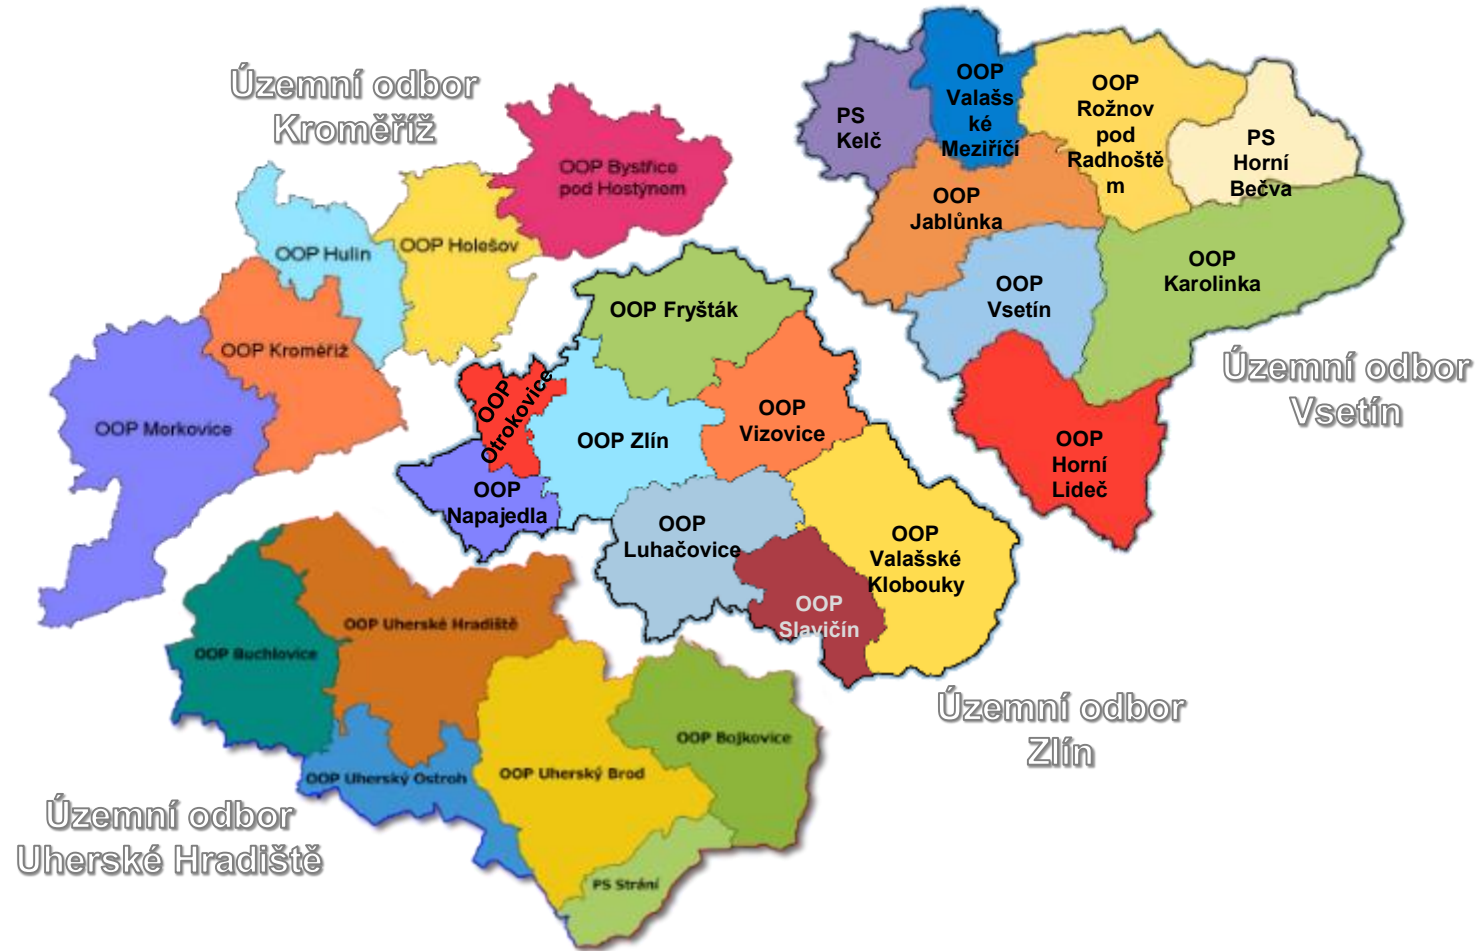 Územní odbor
Kroměříž
OOP Bystřice
pod Hostýnem
OOP Hulin
OOP Holešov
OOP Kroměříž
OOP Morkovice
PS
Kelč
OOP
Valašs
ké
Meziříčí
OOP
Rožnov
pod
Radhoště
m
PS
Horní
Bečva
OOP
Jablůnka
OOP
Vsetín
OOP
Karolinka
OOP
Horní
Lideč
Územní odbor
Vsetín
OOP Fryšták
OOP
Otrokovice
OOP Zlín
OOP
Vizovice
OOP
Napajedla
OOP
Luhačovice
OOP
Valašské
Klobouky
OOP
Slavičín
Územní odbor
Zlín
OOP Uherské Hradiště
OOP Buchlovice
OOP Uherský Ostroh
OOP Uherský Brod
OOP Bojkovice
PS Strání
Územní odbor
Uherské Hradiště